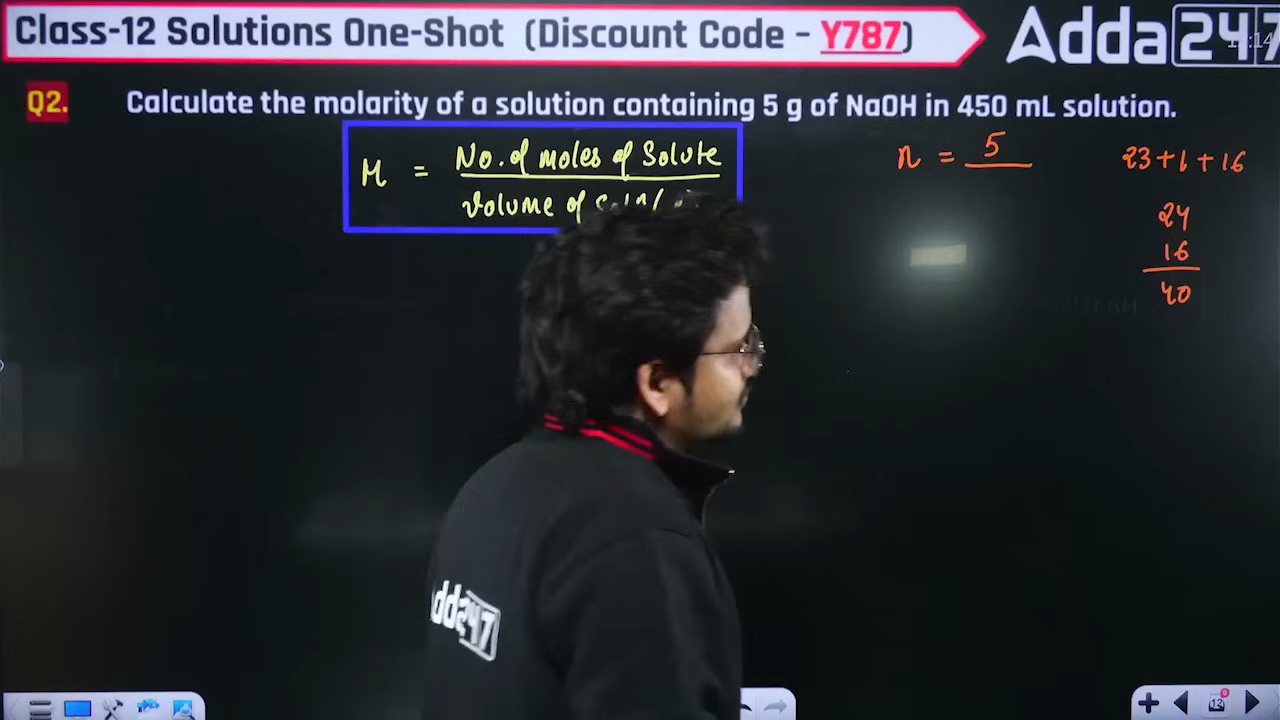 Class-12 Solutions One-Shot (Discount Code - Y787)
Adda247
Q2. Calculate the molarity of a solution containing 5 g of NaOH in 450 mL solution.
M = No. of moles of Solute
volume of
n = 5
23+1+16
24
16
40
12